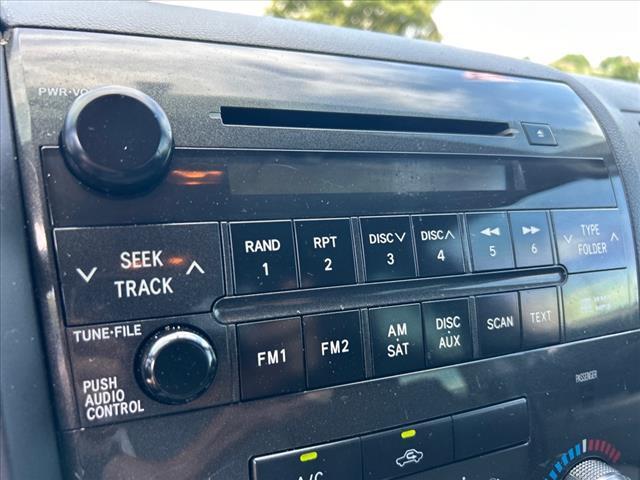 PWR·VOL
SEEK
TRACK
RAND
1
RPT
2
DISC
3
DISC
4
5
6
TYPE
FOLDER
TUNE·FILE
PUSH
AUDIO
CONTROL
FM1
FM2
AM
SAT
DISC
AUX
SCAN
TEXT
PASSENGER
A/C